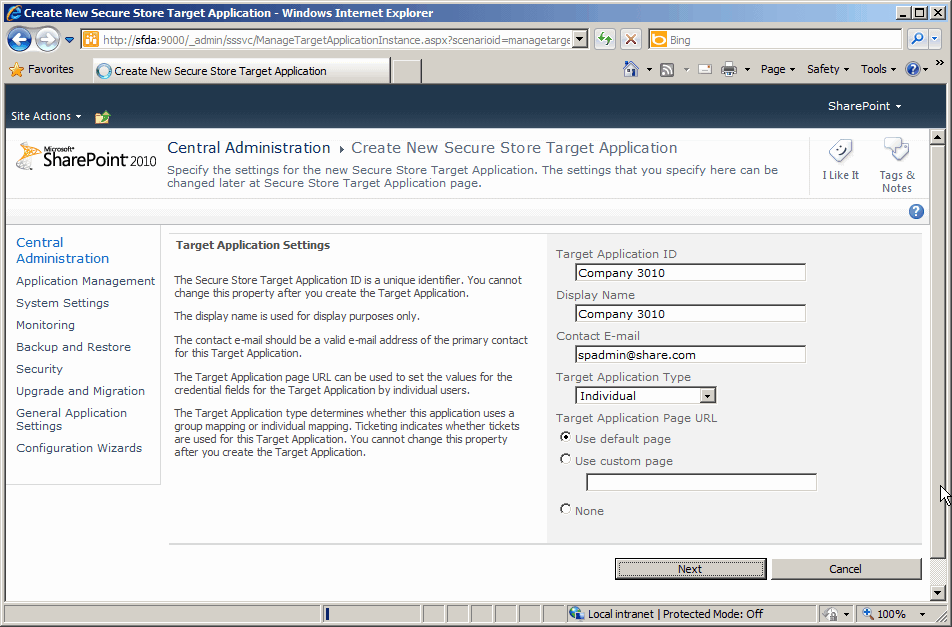 Create New Secure Store Target Application - Windows Internet Explorer
http://sfda:9000/_admin/sssvc/ManageTargetApplicationInstance.aspx?scenarioid=managetarge
Bing
Favorites
Create New Secure Store Target Application
Page
Safety
Tools
Site Actions
SharePoint
Microsoft®
SharePoint 2010
Central Administration
Create New Secure Store Target Application
Specify the settings for the new Secure Store Target Application. The settings that you specify here can be
changed later at Secure Store Target Application page.
I Like It
Tags &
Notes
Central
Administration
Application Management
System Settings
Monitoring
Backup and Restore
Security
Upgrade and Migration
General Application
Settings
Configuration Wizards
Target Application Settings
The Secure Store Target Application ID is a unique identifier. You cannot
change this property after you create the Target Application.
The display name is used for display purposes only.
The contact e-mail should be a valid e-mail address of the primary contact
for this Target Application.
The Target Application page URL can be used to set the values for the
credential fields for the Target Application by individual users.
The Target Application type determines whether this application uses a
group mapping or individual mapping. Ticketing indicates whether tickets
are used for this Target Application. You cannot change this property
after you create the Target Application.
Target Application ID
Company 3010
Display Name
Company 3010
Contact E-mail
spadmin@share.com
Target Application Type
Individual
Target Application Page URL
Use default page
Use custom page
None
Next
Cancel
Local intranet | Protected Mode: Off
100%